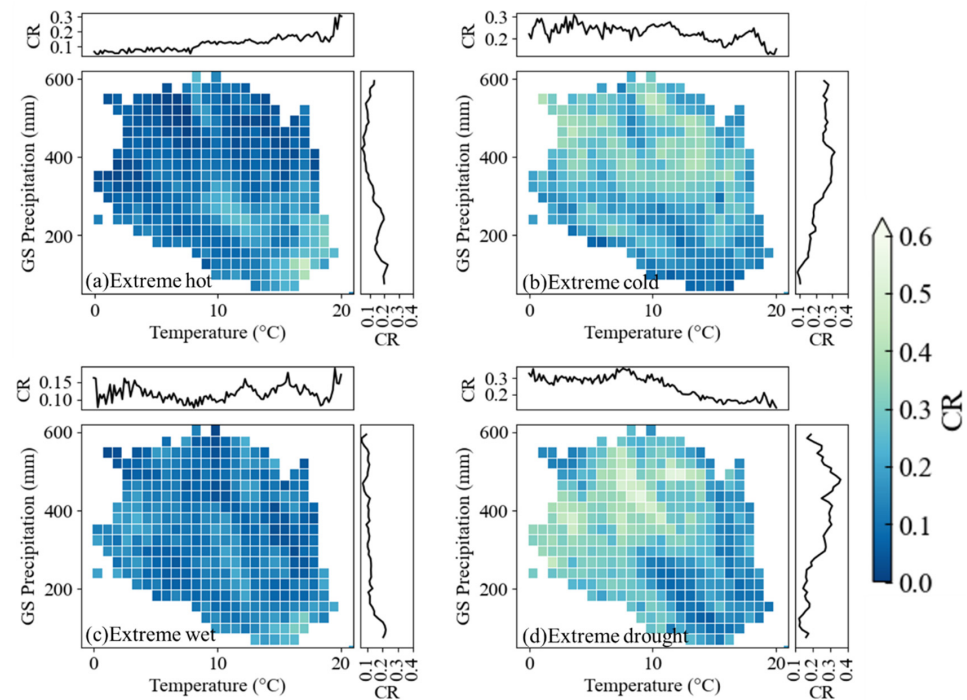 CR
0.3
0.2
0.1
GS Precipitation (mm)
600
400
200
(a)Extreme hot
0 10 20
Temperature (°C)
0.1 0.2 0.3 0.4
CR
CR
0.3
0.2
GS Precipitation (mm)
600
400
200
(b)Extreme cold
0 10 20
Temperature (°C)
0.1 0.2 0.3 0.4
CR
CR
0.15
0.10
GS Precipitation (mm)
600
400
200
(c)Extreme wet
0 10 20
Temperature (°C)
0.1 0.2 0.3 0.4
CR
CR
0.3
0.2
GS Precipitation (mm)
600
400
200
(d)Extreme drought
0 10 20
Temperature (°C)
0.1 0.2 0.3 0.4
CR
0.6
0.5
0.4
0.3
0.2
0.1
0.0
CR